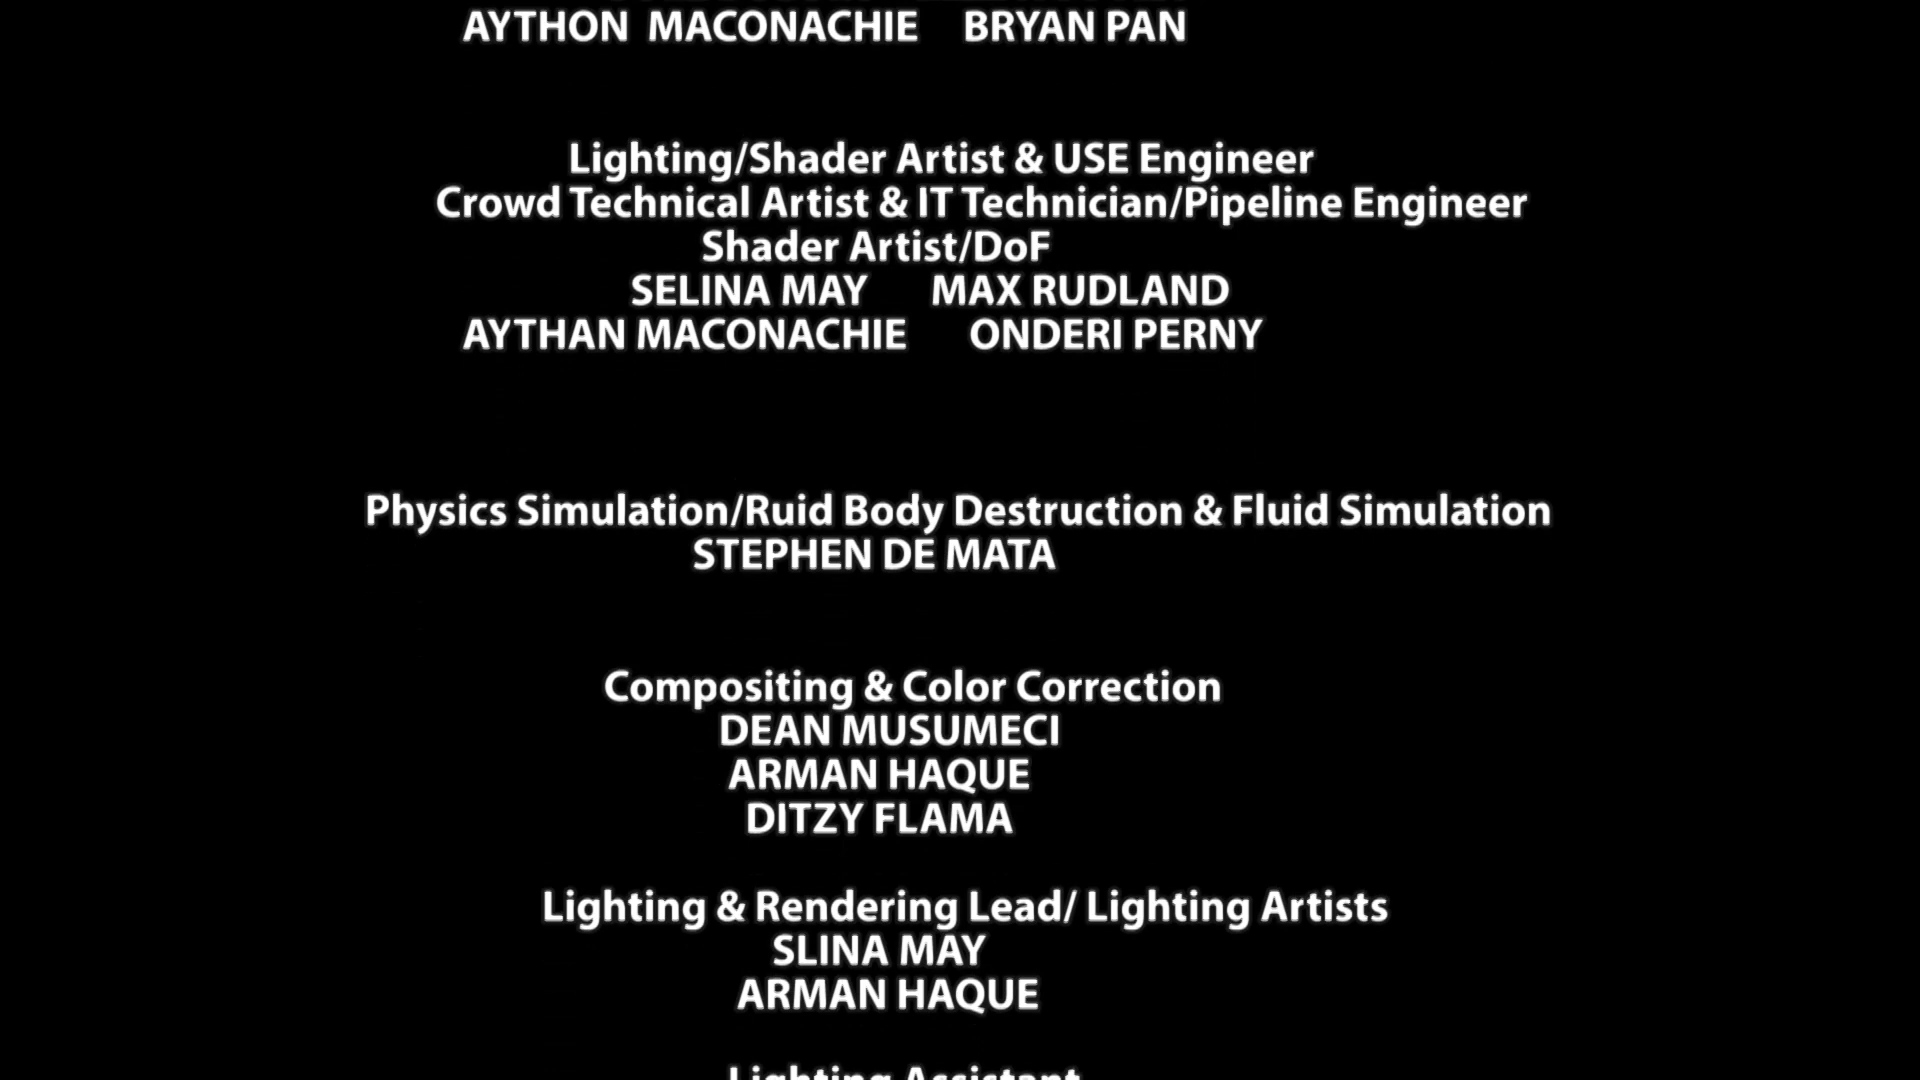 AYTHON MACONACHIE BRYAN PAN
Lighting/Shader Artist & USE Engineer
Crowd Technical Artist & IT Technician/Pipeline Engineer
Shader Artist/DoF
SELINA MAY MAX RUDLAND
AYTHAN MACONACHIE ONDERI PERNY
Physics Simulation/Ruid Body Destruction & Fluid Simulation
STEPHEN DE MATA
Compositing & Color Correction
DEAN MUSUMECI
ARMAN HAQUE
DITZY FLAMA
Lighting & Rendering Lead/ Lighting Artists
SLINA MAY
ARMAN HAQUE
Lighting Assistant